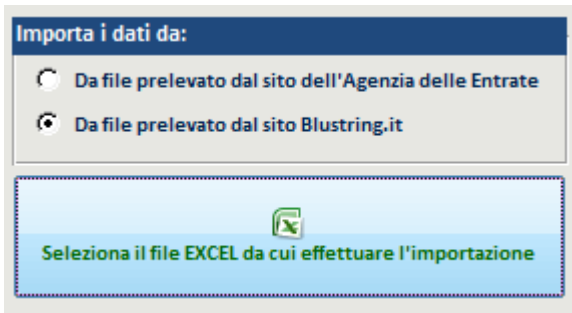 Importa i dati da:
Da file prelevato dal sito dell'Agenzia delle Entrate
Da file prelevato dal sito Blustring.it
Seleziona il file EXCEL da cui effettuare l'importazione